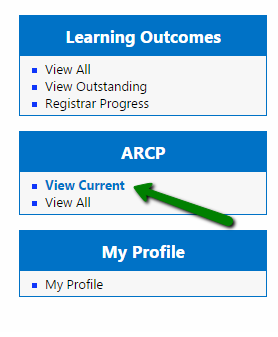 Learning Outcomes
View All
View Outstanding
Registrar Progress
ARCP
View Current
View All
My Profile
My Profile